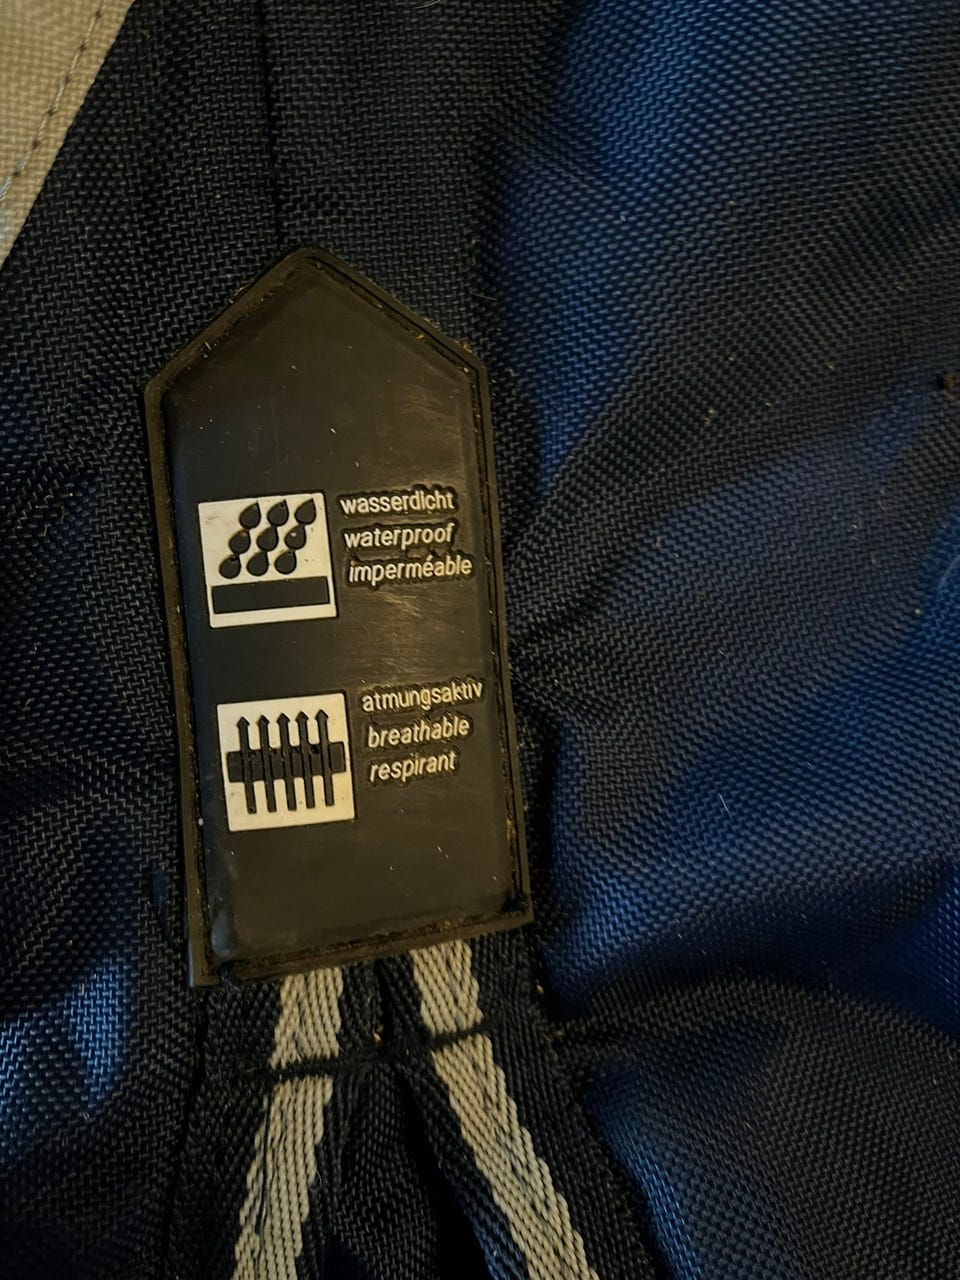 wasserdicht
waterproof
imperméable
atmungsaktiv
breathable
respirant